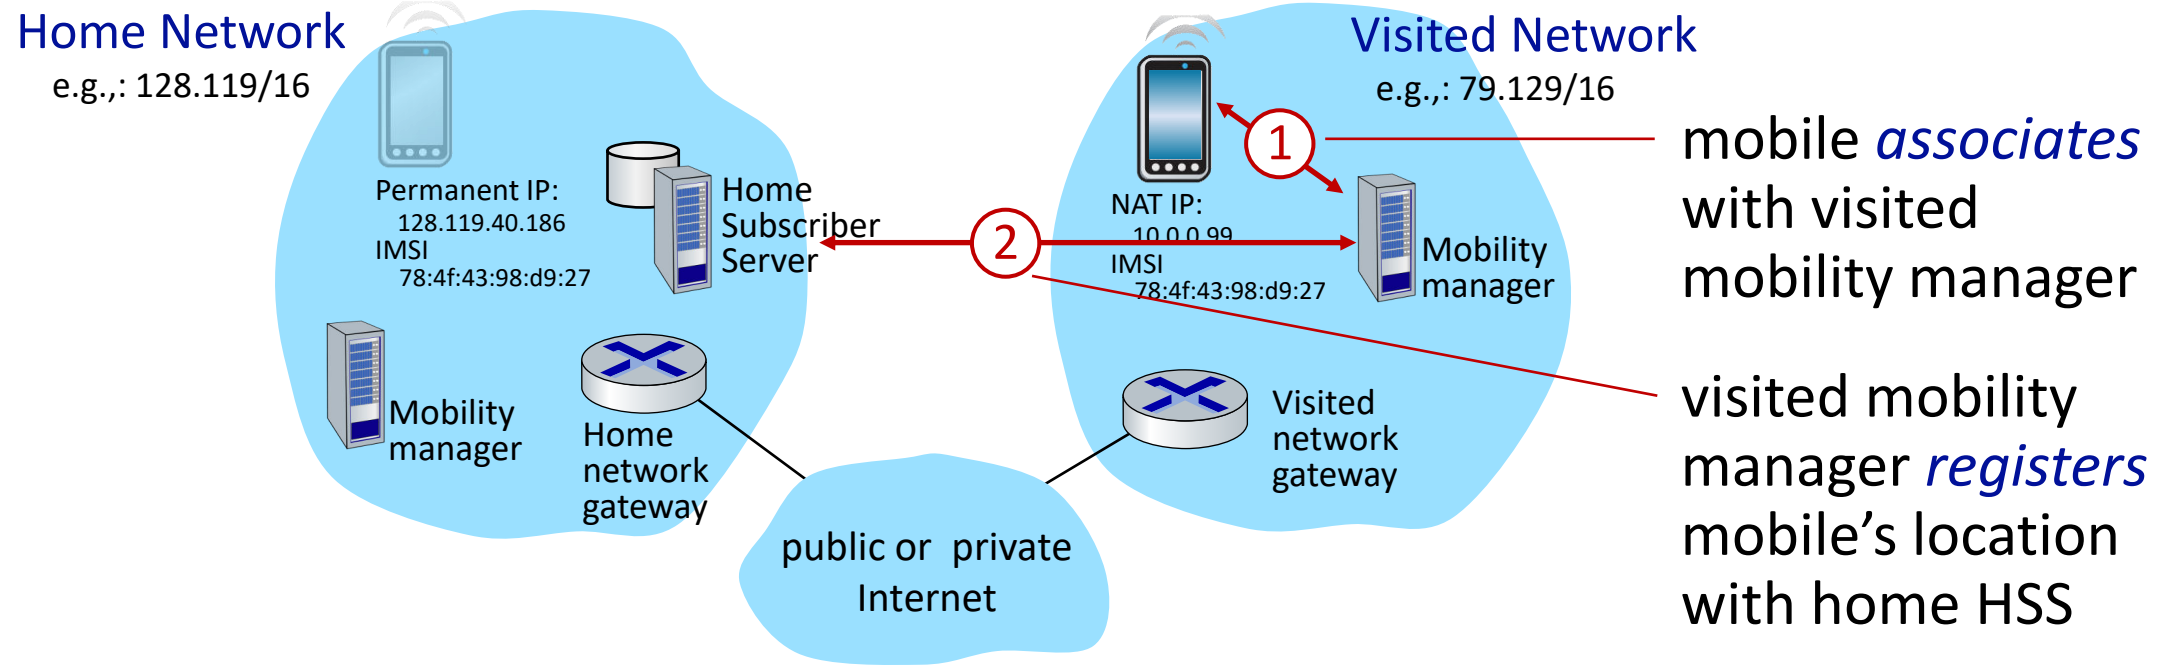 Home Network
e.g.,: 128.119/16
Permanent IP:
128.119.40.186
IMSI
78:4f:43:98:d9:27
Home
Subscriber
Server
Mobility
manager
Home
network
gateway
public or private
Internet
Visited Network
e.g.,: 79.129/16
1
2
NAT IP:
10.0.0.99
IMSI
78:4f:43:98:d9:27
Mobility
manager
Visited
network
gateway
mobile associates
with visited
mobility manager
visited mobility
manager registers
mobile’s location
with home HSS